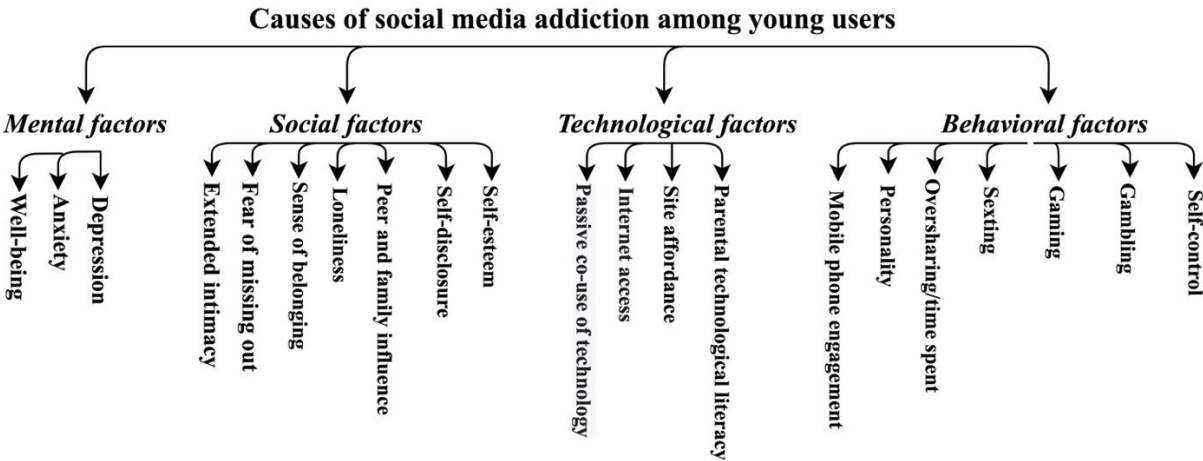 Causes of social media addiction among young users
Mental factors
Well-being
Anxiety
Depression
Social factors
Extended intimacy
Fear of missing out
Sense of belonging
Loneliness
Peer and family influence
Self-disclosure
Self-esteem
Technological factors
Passive co-use of technology
Internet access
Site affordance
Parental technological literacy
Behavioral factors
Mobile phone engagement
Personality
Oversharing/time spent
Sexting
Gaming
Gambling
Self-control